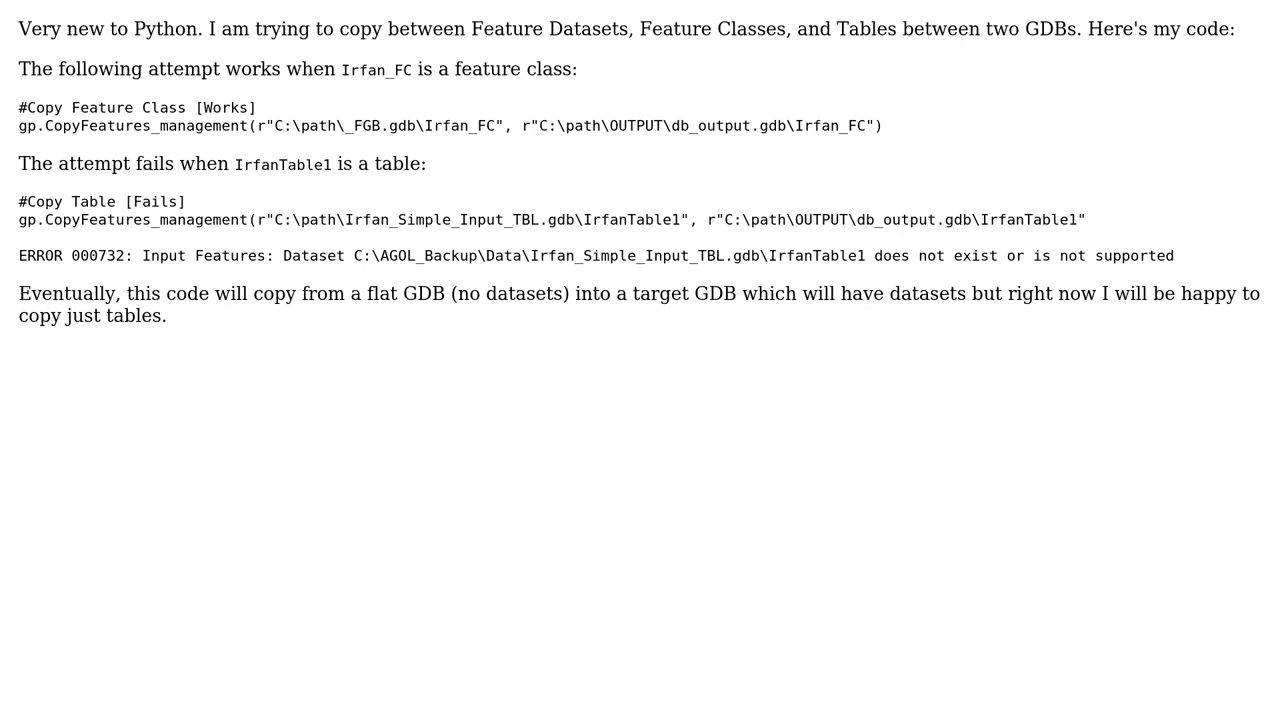 Very new to Python. I am trying to copy between Feature Datasets, Feature Classes, and Tables between two GDBs. Here's my code:
The following attempt works when Irfan_FC is a feature class:
#Copy Feature Class [Works]
gp.CopyFeatures_management(r"C:\path\_FGB.gdb\Irfan_FC", r"C:\path\OUTPUT\db_output.gdb\Irfan_FC")
The attempt fails when IrfanTable1 is a table:
#Copy Table [Fails]
gp.CopyFeatures_management(r"C:\path\Irfan_Simple_Input_TBL.gdb\IrfanTable1", r"C:\path\OUTPUT\db_output.gdb\IrfanTable1"
ERROR 000732: Input Features: Dataset C:\AGOL_Backup\Data\Irfan_Simple_Input_TBL.gdb\IrfanTable1 does not exist or is not supported
Eventually, this code will copy from a flat GDB (no datasets) into a target GDB which will have datasets but right now I will be happy to
copy just tables.